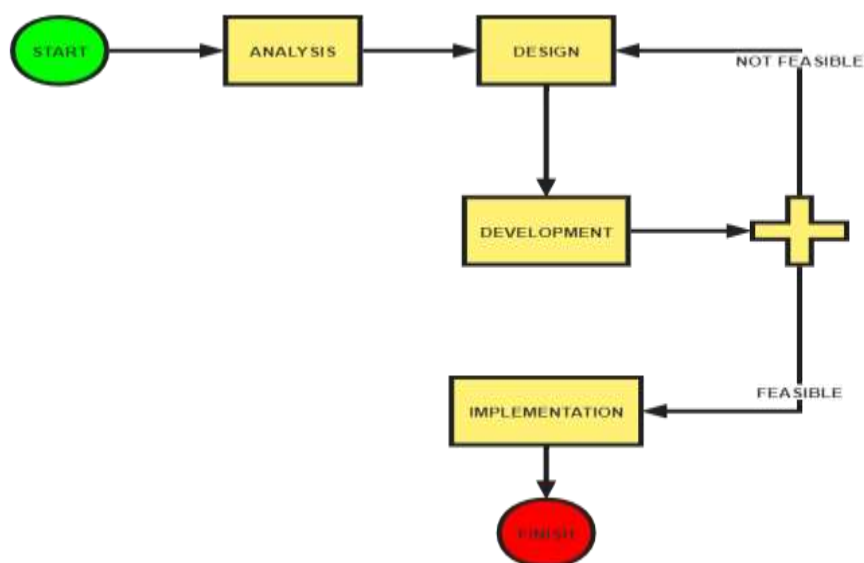 START
ANALYSIS
DESIGN
NOT FEASIBLE
DEVELOPMENT
FEASIBLE
IMPLEMENTATION
FINISH